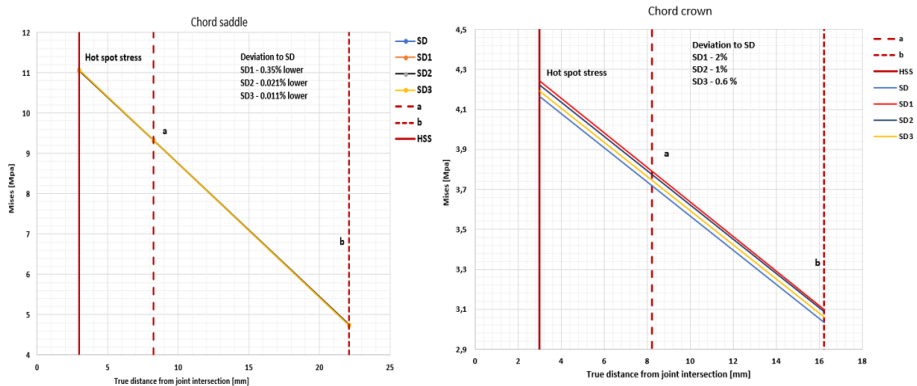 Chord saddle
12
11
10
9
8
7
6
5
4
Mises [Mpa]
0
5
10
15
20
25
True distance from joint intersection [mm]
Hot spot stress
a
b
Deviation to SD
SD1 - 0.35% lower
SD2 - 0.021% lower
SD3 - 0.011% lower
SD
SD1
SD2
SD3
a
b
HSS
Chord crown
4,5
4,3
4,1
3,9
3,7
3,5
3,3
3,1
2,9
Mises [Mpa]
0
2
4
6
8
10
12
14
16
18
True distance from joint intersection [mm]
Hot spot stress
a
b
Deviation to SD
SD1 - 2%
SD2 - 1%
SD3 - 0.6 %
a
b
HSS
SD
SD1
SD2
SD3